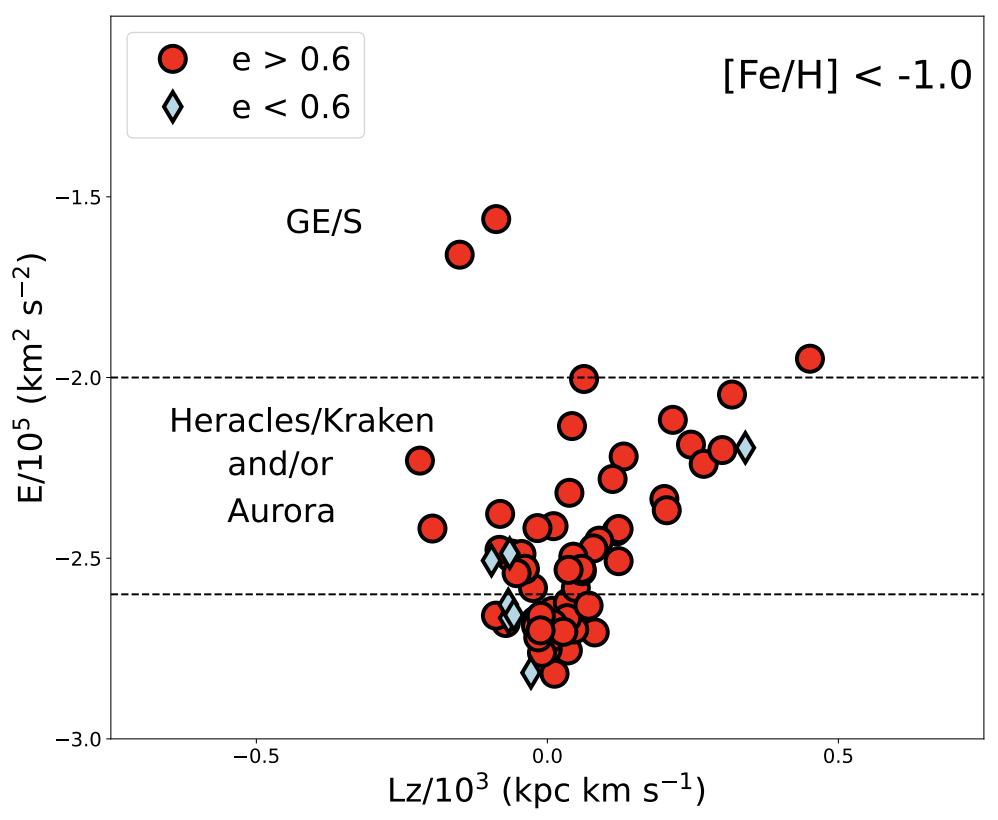 e > 0.6
e < 0.6
[Fe/H] < -1.0
GE/S
Heracles/Kraken
and/or
Aurora
−1.5
−2.0
−2.5
−3.0
E/10⁵ (km² s⁻²)
−0.5
0.0
0.5
Lz/10³ (kpc km s⁻¹)